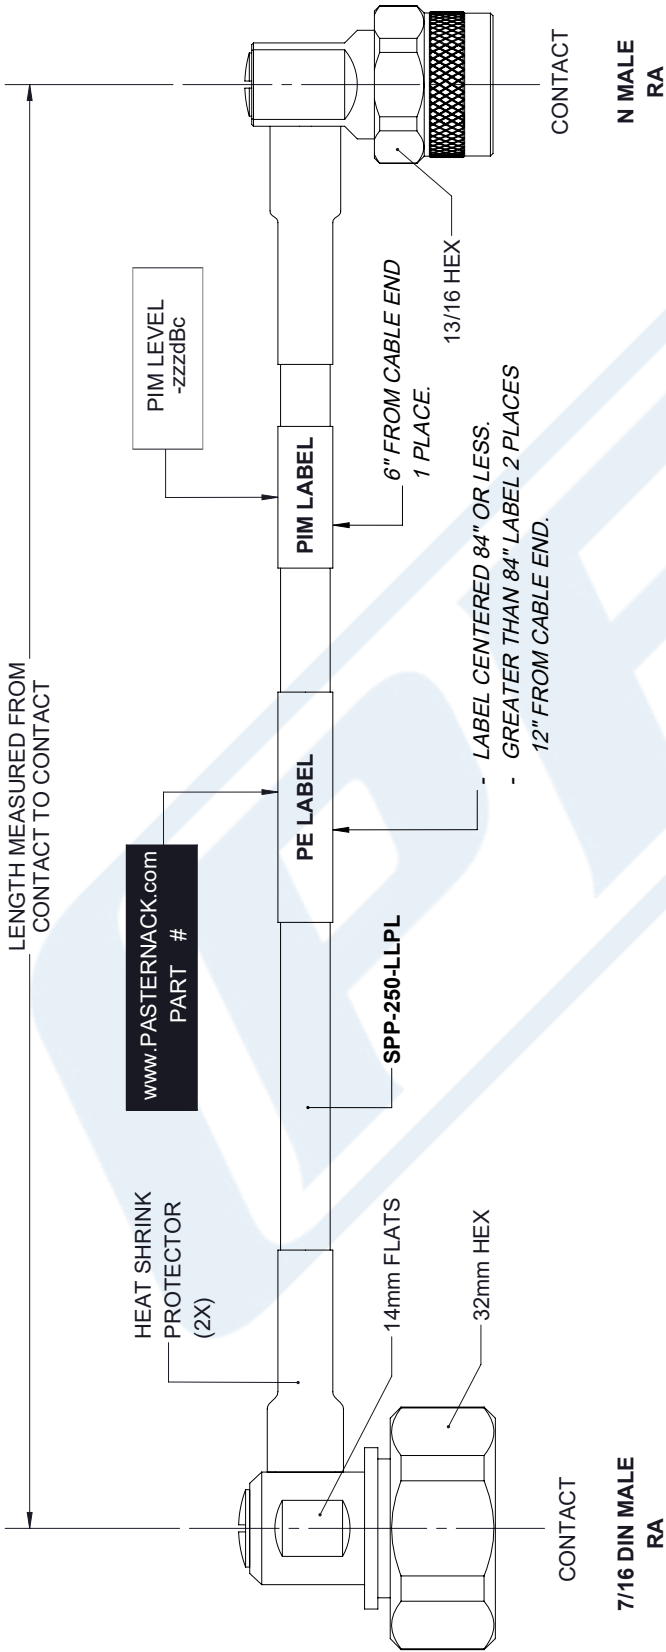 LENGTH MEASURED FROM
CONTACT TO CONTACT
HEAT SHRINK
PROTECTOR
(2X)
www.PASTERNACK.com
PART #
PIM LEVEL
-zzzdBc
PE LABEL
PIM LABEL
14mm FLATS
SPP-250-LLPL
6" FROM CABLE END
1 PLACE.
32mm HEX
- LABEL CENTERED 84" OR LESS.
- GREATER THAN 84" LABEL 2 PLACES
12" FROM CABLE END.
13/16 HEX
CONTACT
7/16 DIN MALE
RA
CONTACT
N MALE
RA